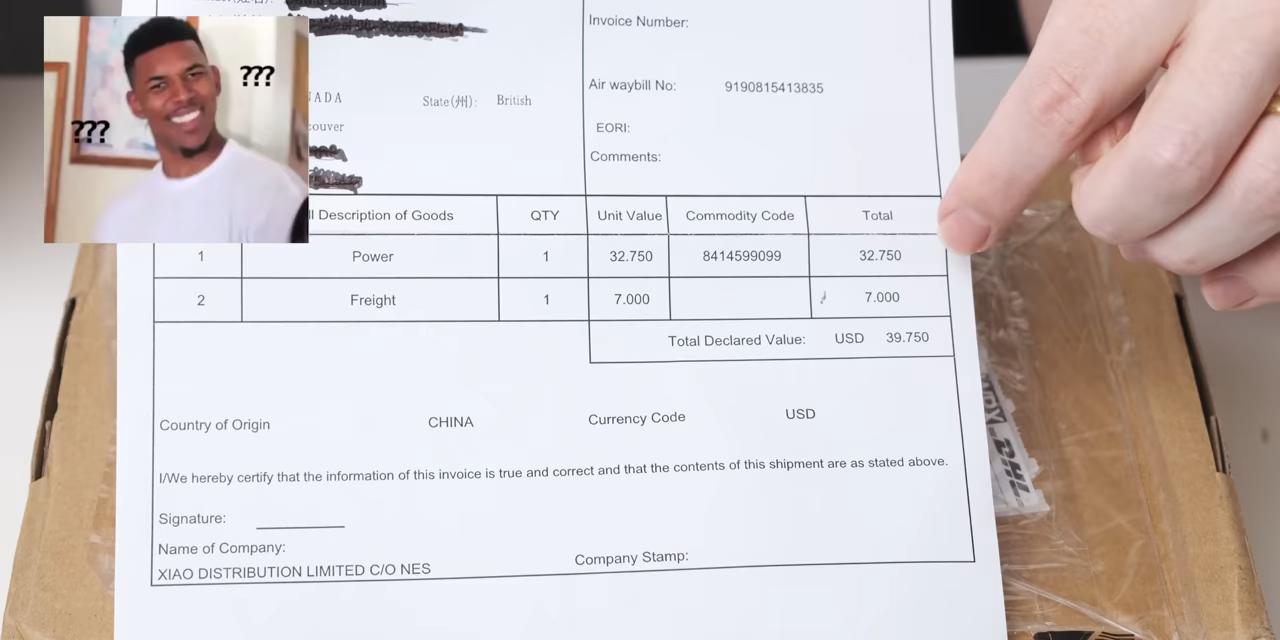 Invoice Number:
???
Air waybill No: 9190815413835
NADA State(州): British
???
couver
EORI:
Comments:
Description of Goods QTY Unit Value Commodity Code Total
1 Power 1 32.750 8414599099 32.750
2 Freight 1 7.000 7.000
Total Declared Value: USD 39.750
Country of Origin CHINA Currency Code USD
I/We hereby certify that the information of this invoice is true and correct and that the contents of this shipment are as stated above.
Signature:
Name of Company:
Company Stamp:
XIAO DISTRIBUTION LIMITED C/O NES
DHL